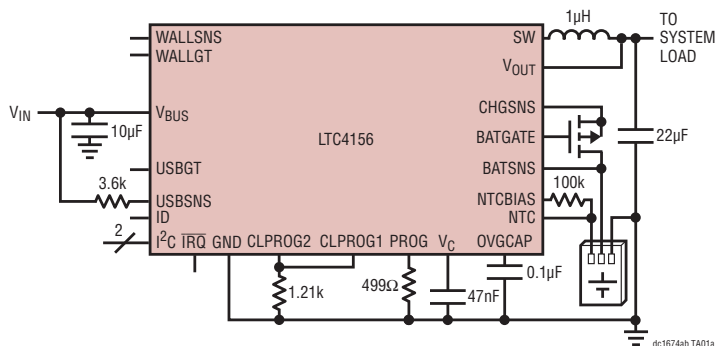 1µH
TO
SYSTEM
LOAD
WALLSNS
WALLGT
SW
VOUT
CHGSNS
VIN
VBUS
10µF
LTC4156
BATGATE
22µF
USBGT
BATSNS
3.6k
USBSNS
NTCBIAS
100k
ID
NTC
2
I2C IRQ GND CLPROG2 CLPROG1 PROG VC OVGCAP
1.21k
499Ω
47nF
0.1µF
dc1674ab TA01a